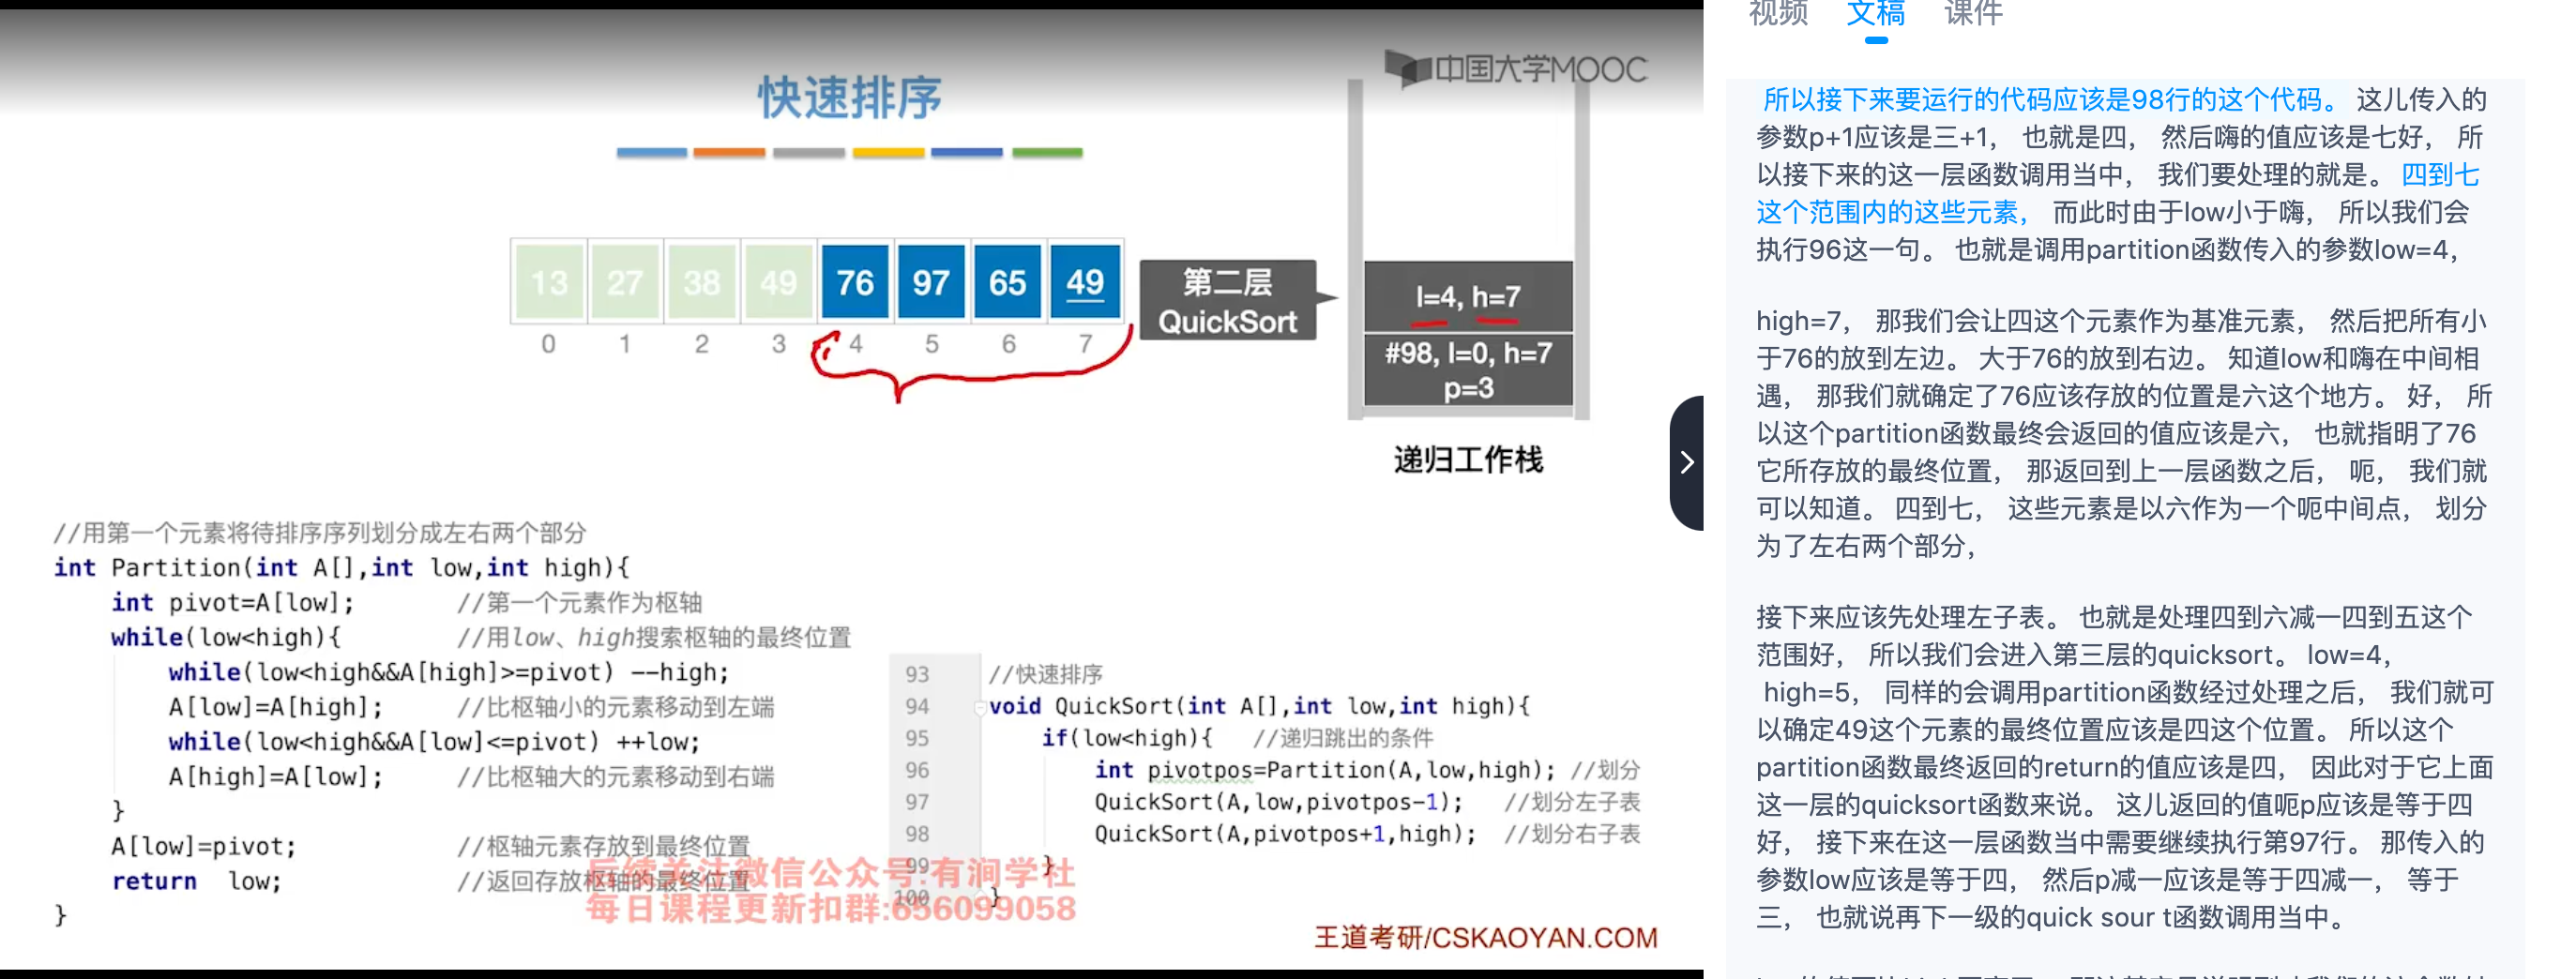 中国大学MOOC
快速排序
13 27 38 49 76 97 65 49
0 1 2 3 4 5 6 7
第二层
QuickSort
l=4, h=7
#98, l=0, h=7
p=3
递归工作栈
//用第一个元素将待排序序列划分成左右两个部分
int Partition(int A[],int low,int high){
int pivot=A[low]; //第一个元素作为枢轴
while(low<high){ //用low、high搜索枢轴的最终位置
while(low<high&&A[high]>=pivot) --high;
A[low]=A[high]; //比枢轴小的元素移动到左端
while(low<high&&A[low]<=pivot) ++low;
A[high]=A[low]; //比枢轴大的元素移动到右端
}
A[low]=pivot; //枢轴元素存放到最终位置
return low; //返回存放枢轴的最终位置
}
93 //快速排序
94 void QuickSort(int A[],int low,int high){
95 if(low<high){ //递归跳出的条件
96 int pivotpos=Partition(A,low,high); //划分
97 QuickSort(A,low,pivotpos-1); //划分左子表
98 QuickSort(A,pivotpos+1,high); //划分右子表
99 }
100 }
后续关注微信公众号:有涧学社
每日课程更新扣群:656099058
王道考研/CSKAOYAN.COM
视频 文稿 课件
所以接下来要运行的代码应该是98行的这个代码。 这儿传入的
参数p+1应该是三+1， 也就是四， 然后嗨的值应该是七好， 所
以接下来的这一层函数调用当中， 我们要处理的就是。 四到七
这个范围内的这些元素， 而此时由于low小于嗨， 所以我们会
执行96这一句。 也就是调用partition函数传入的参数low=4，
high=7， 那我们会让四这个元素作为基准元素， 然后把所有小
于76的放到左边。 大于76的放到右边。 知道low和嗨在中间相
遇， 那我们就确定了76应该存放的位置是六这个地方。 好， 所
以这个partition函数最终会返回的值应该是六， 也就指明了76
它所存放的最终位置， 那返回到上一层函数之后， 呃， 我们就
可以知道。 四到七， 这些元素是以六作为一个呃中间点， 划分
为了左右两个部分，
接下来应该先处理左子表。 也就是处理四到六减一四到五这个
范围好， 所以我们会进入第三层的quicksort。 low=4，
high=5， 同样的会调用partition函数经过处理之后， 我们就可
以确定49这个元素的最终位置应该是四这个位置。 所以这个
partition函数最终返回的return的值应该是四， 因此对于它上面
这一层的quicksort函数来说。 这儿返回的值呃p应该是等于四
好， 接下来在这一层函数当中需要继续执行第97行。 那传入的
参数low应该是等于四， 然后p减一应该是等于四减一， 等于
三， 也就说再下一级的quick sour t函数调用当中。